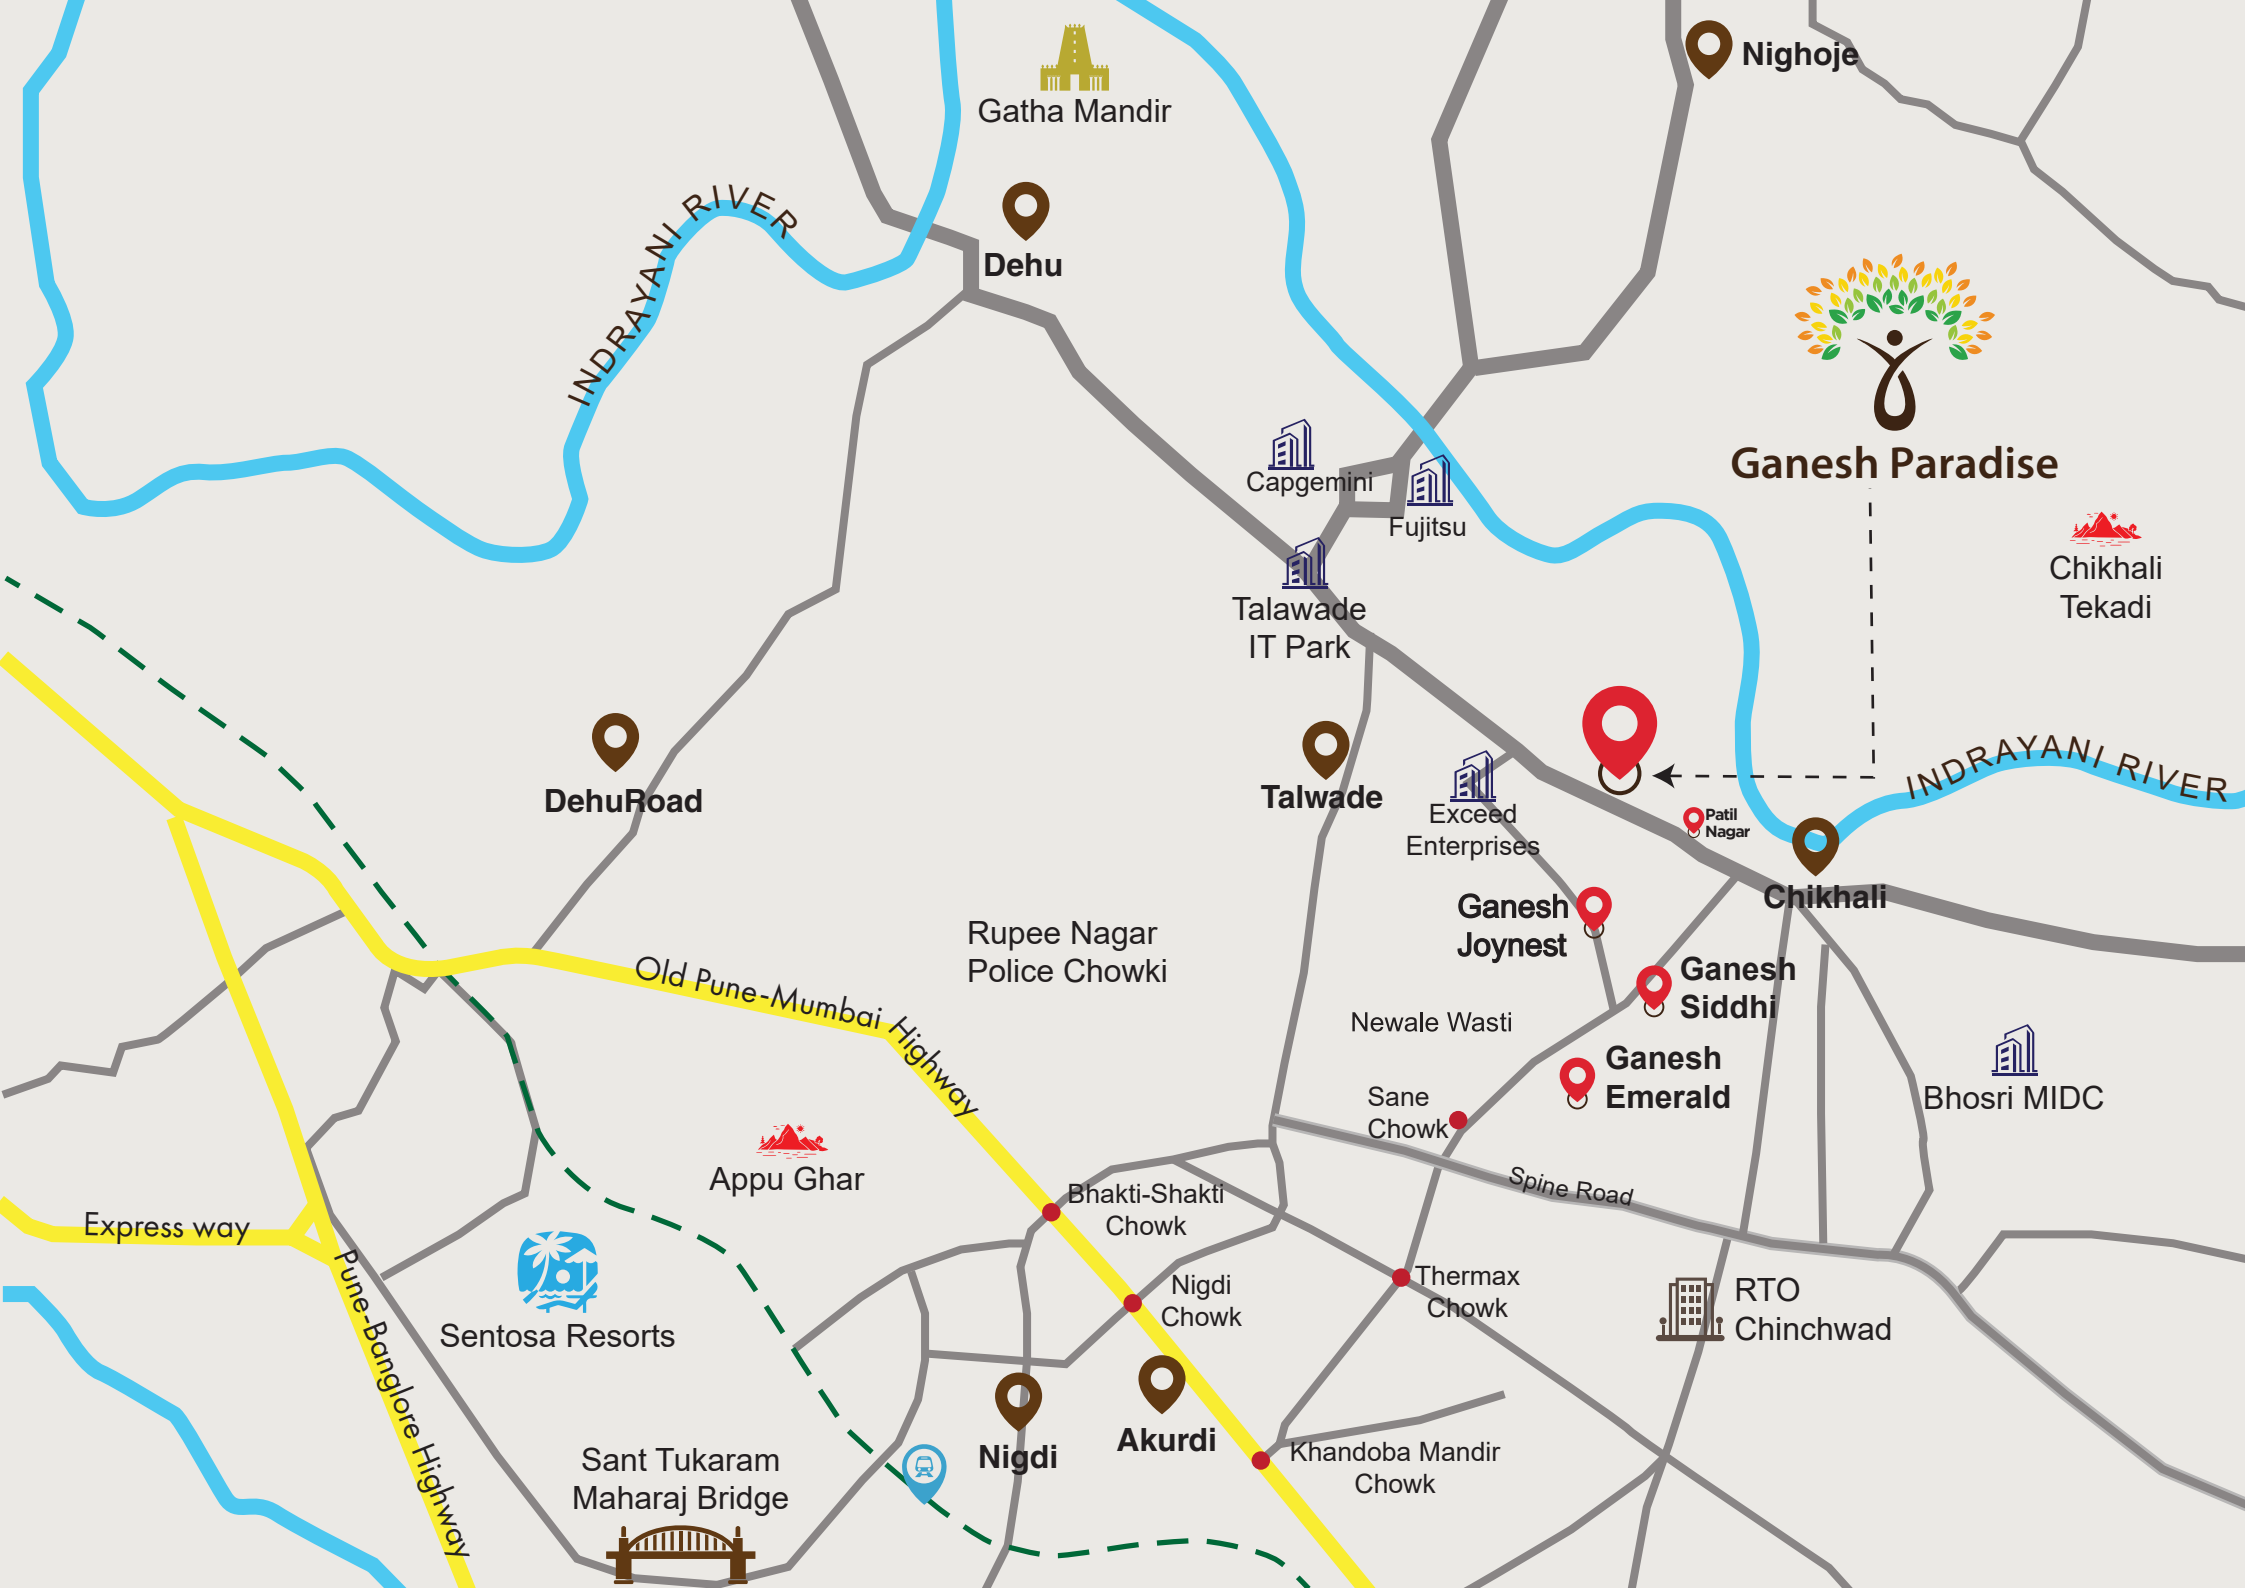 Nighoje
Gatha Mandir
INDRAYANI RIVER
Dehu
Ganesh Paradise
Capgemini
Fujitsu
Chikhali
Tekadi
Talawade
IT Park
DehuRoad
Talwade
Exceed
Enterprises
Patil
Nagar
INDRAYANI RIVER
Chikhali
Ganesh
Joynest
Rupee Nagar
Police Chowki
Old Pune-Mumbai Highway
Ganesh
Siddhi
Newale Wasti
Ganesh
Emerald
Sane
Chowk
Bhosri MIDC
Appu Ghar
Bhakti-Shakti
Chowk
Spine Road
Express way
Pune-Banglore Highway
Sentosa Resorts
Nigdi
Chowk
Thermax
Chowk
RTO
Chinchwad
Akurdi
Nigdi
Khandoba Mandir
Chowk
Sant Tukaram
Maharaj Bridge